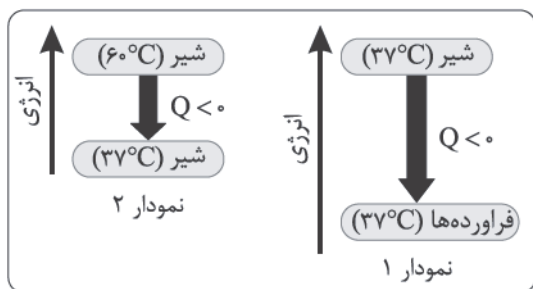 شیر (۳۷°C)
انرژی
Q < ۰
فراورده‌ها (۳۷°C)
نمودار ۱
شیر (۶۰°C)
انرژی
Q < ۰
شیر (۳۷°C)
نمودار ۲